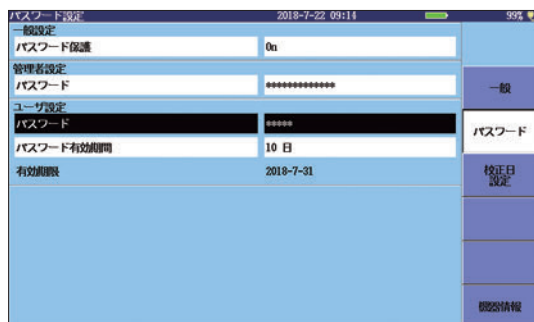 パスワード設定 2018-7-22 09:14 99%
一般設定
パスワード保護 On
管理者設定
パスワード *************
ユーザ設定
パスワード *****
パスワード有効期間 10 日
有効期限 2018-7-31
一般
パスワード
校正日
設定
機器情報